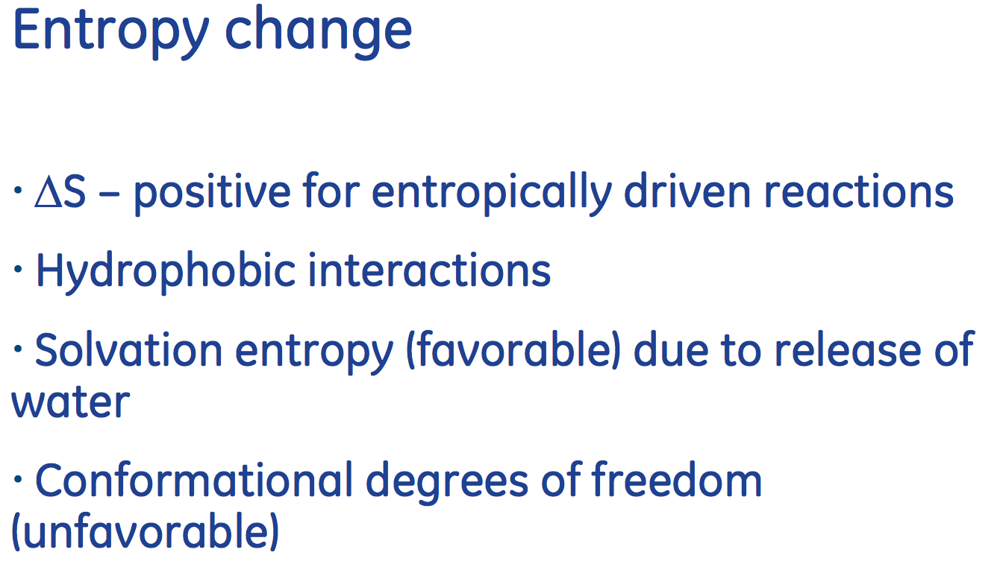 Entropy change
· ΔS – positive for entropically driven reactions
· Hydrophobic interactions
· Solvation entropy (favorable) due to release of
water
· Conformational degrees of freedom
(unfavorable)